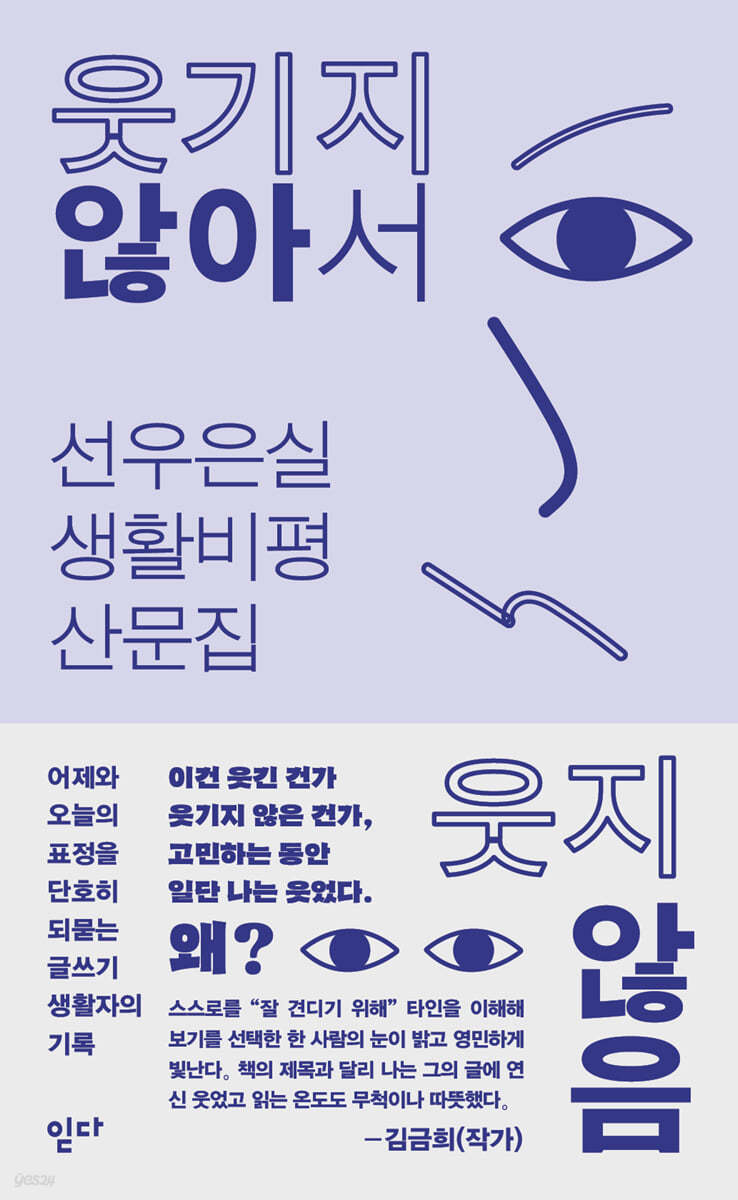 웃기지
않아서
선우은실
생활비평
산문집
어제와
오늘의
표정을
단호히
되묻는
글쓰기
생활자의
기록
이건 웃긴 건가
웃기지 않은 건가,
고민하는 동안
일단 나는 웃었다.
왜?
스스로를 “잘 견디기 위해” 타인을 이해해
보기를 선택한 한 사람의 눈이 밝고 영민하게
빛난다. 책의 제목과 달리 나는 그의 글에 연
신 웃었고 읽는 온도도 무척이나 따뜻했다.
–김금희(작가)
웃지
않음
읻다
yes24